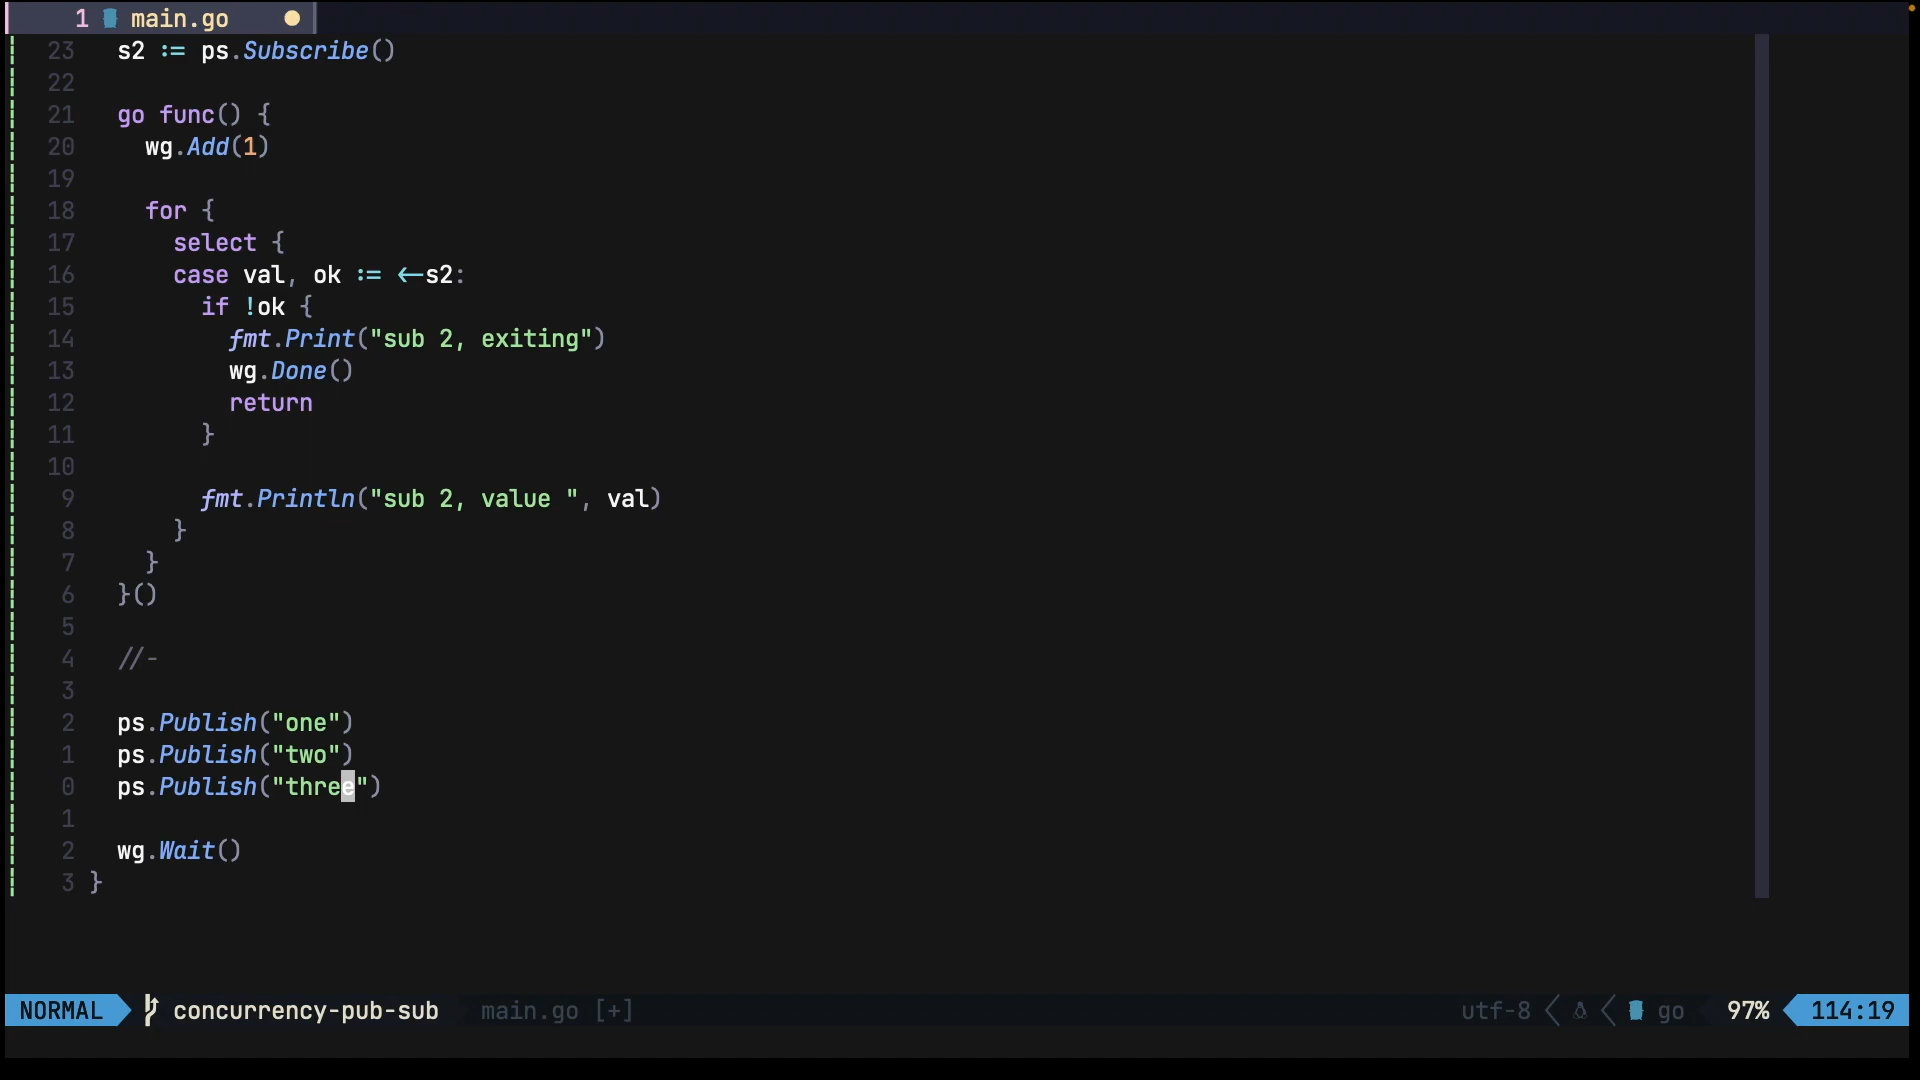 1 main.go
23 s2 := ps.Subscribe()
22
21 go func() {
20 wg.Add(1)
19
18 for {
17 select {
16 case val, ok := <-s2:
15 if !ok {
14 fmt.Print("sub 2, exiting")
13 wg.Done()
12 return
11 }
10
9 fmt.Println("sub 2, value ", val)
8 }
7 }
6 }()
5
4 //-
3
2 ps.Publish("one")
1 ps.Publish("two")
0 ps.Publish("three")
1
2 wg.Wait()
3 }
NORMAL concurrency-pub-sub main.go [+] utf-8 go 97% 114:19